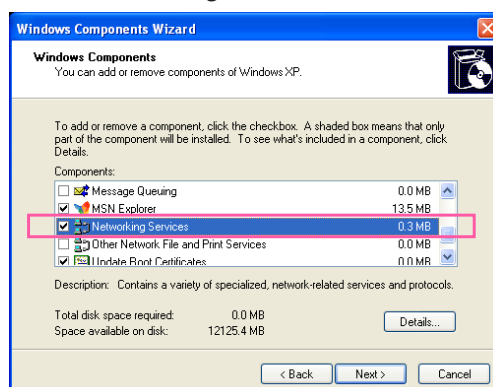 Windows Components Wizard
Windows Components
You can add or remove components of Windows XP.
To add or remove a component, click the checkbox. A shaded box means that only
part of the component will be installed. To see what's included in a component, click
Details.
Components:
Message Queuing 0.0 MB
MSN Explorer 13.5 MB
Networking Services 0.3 MB
Other Network File and Print Services 0.0 MB
Update Root Certificates 0.0 MB
Description: Contains a variety of specialized, network-related services and protocols.
Total disk space required: 0.0 MB
Space available on disk: 12125.4 MB
Details...
< Back Next > Cancel